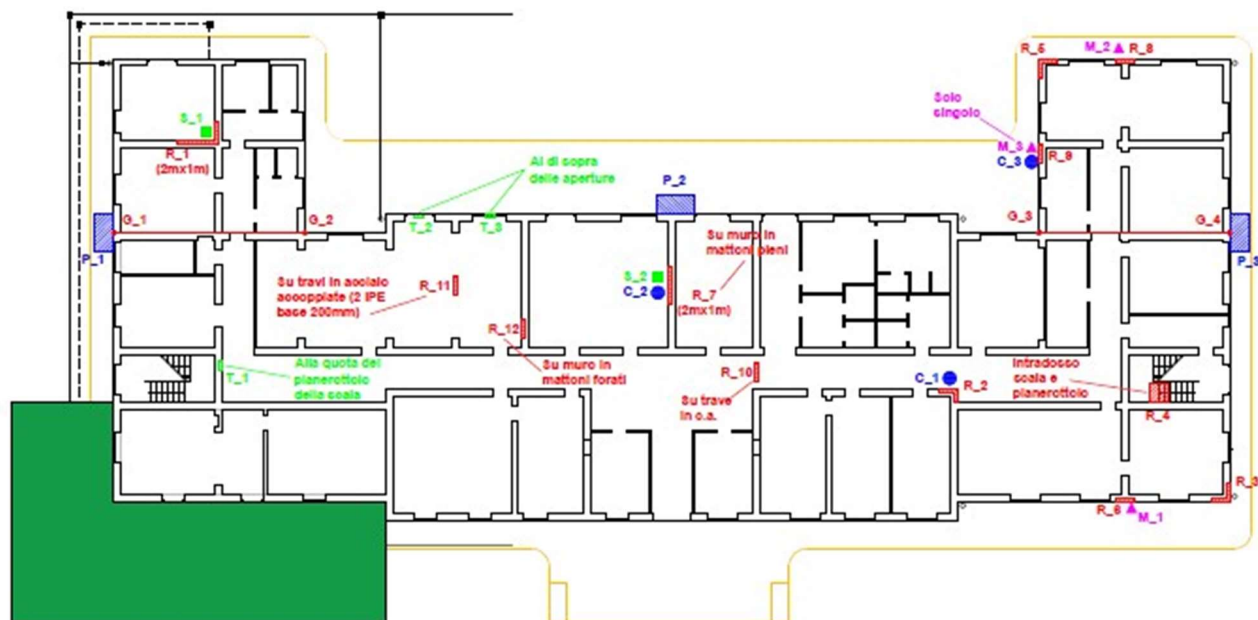 R_5
M_2
R_8
Solo
singolo
S_1
R_1
(2mx1m)
M_3
C_3
R_9
Al di sopra
delle aperture
P_2
G_1
G_2
T_2
T_3
G_3
G_4
P_1
P_3
Su muro in
mattoni pieni
Su travi in acciaio
accoppiate (2 IPE
base 200mm)
R_11
S_2
C_2
R_7
(2mx1m)
R_12
Alla quota del
pianerottolo
della scala
T_1
Su muro in
mattoni forati
R_10
Su trave
in c.a.
C_1
R_2
Intradosso
scala e
pianerottolo
R_4
R_3
R_6
M_1